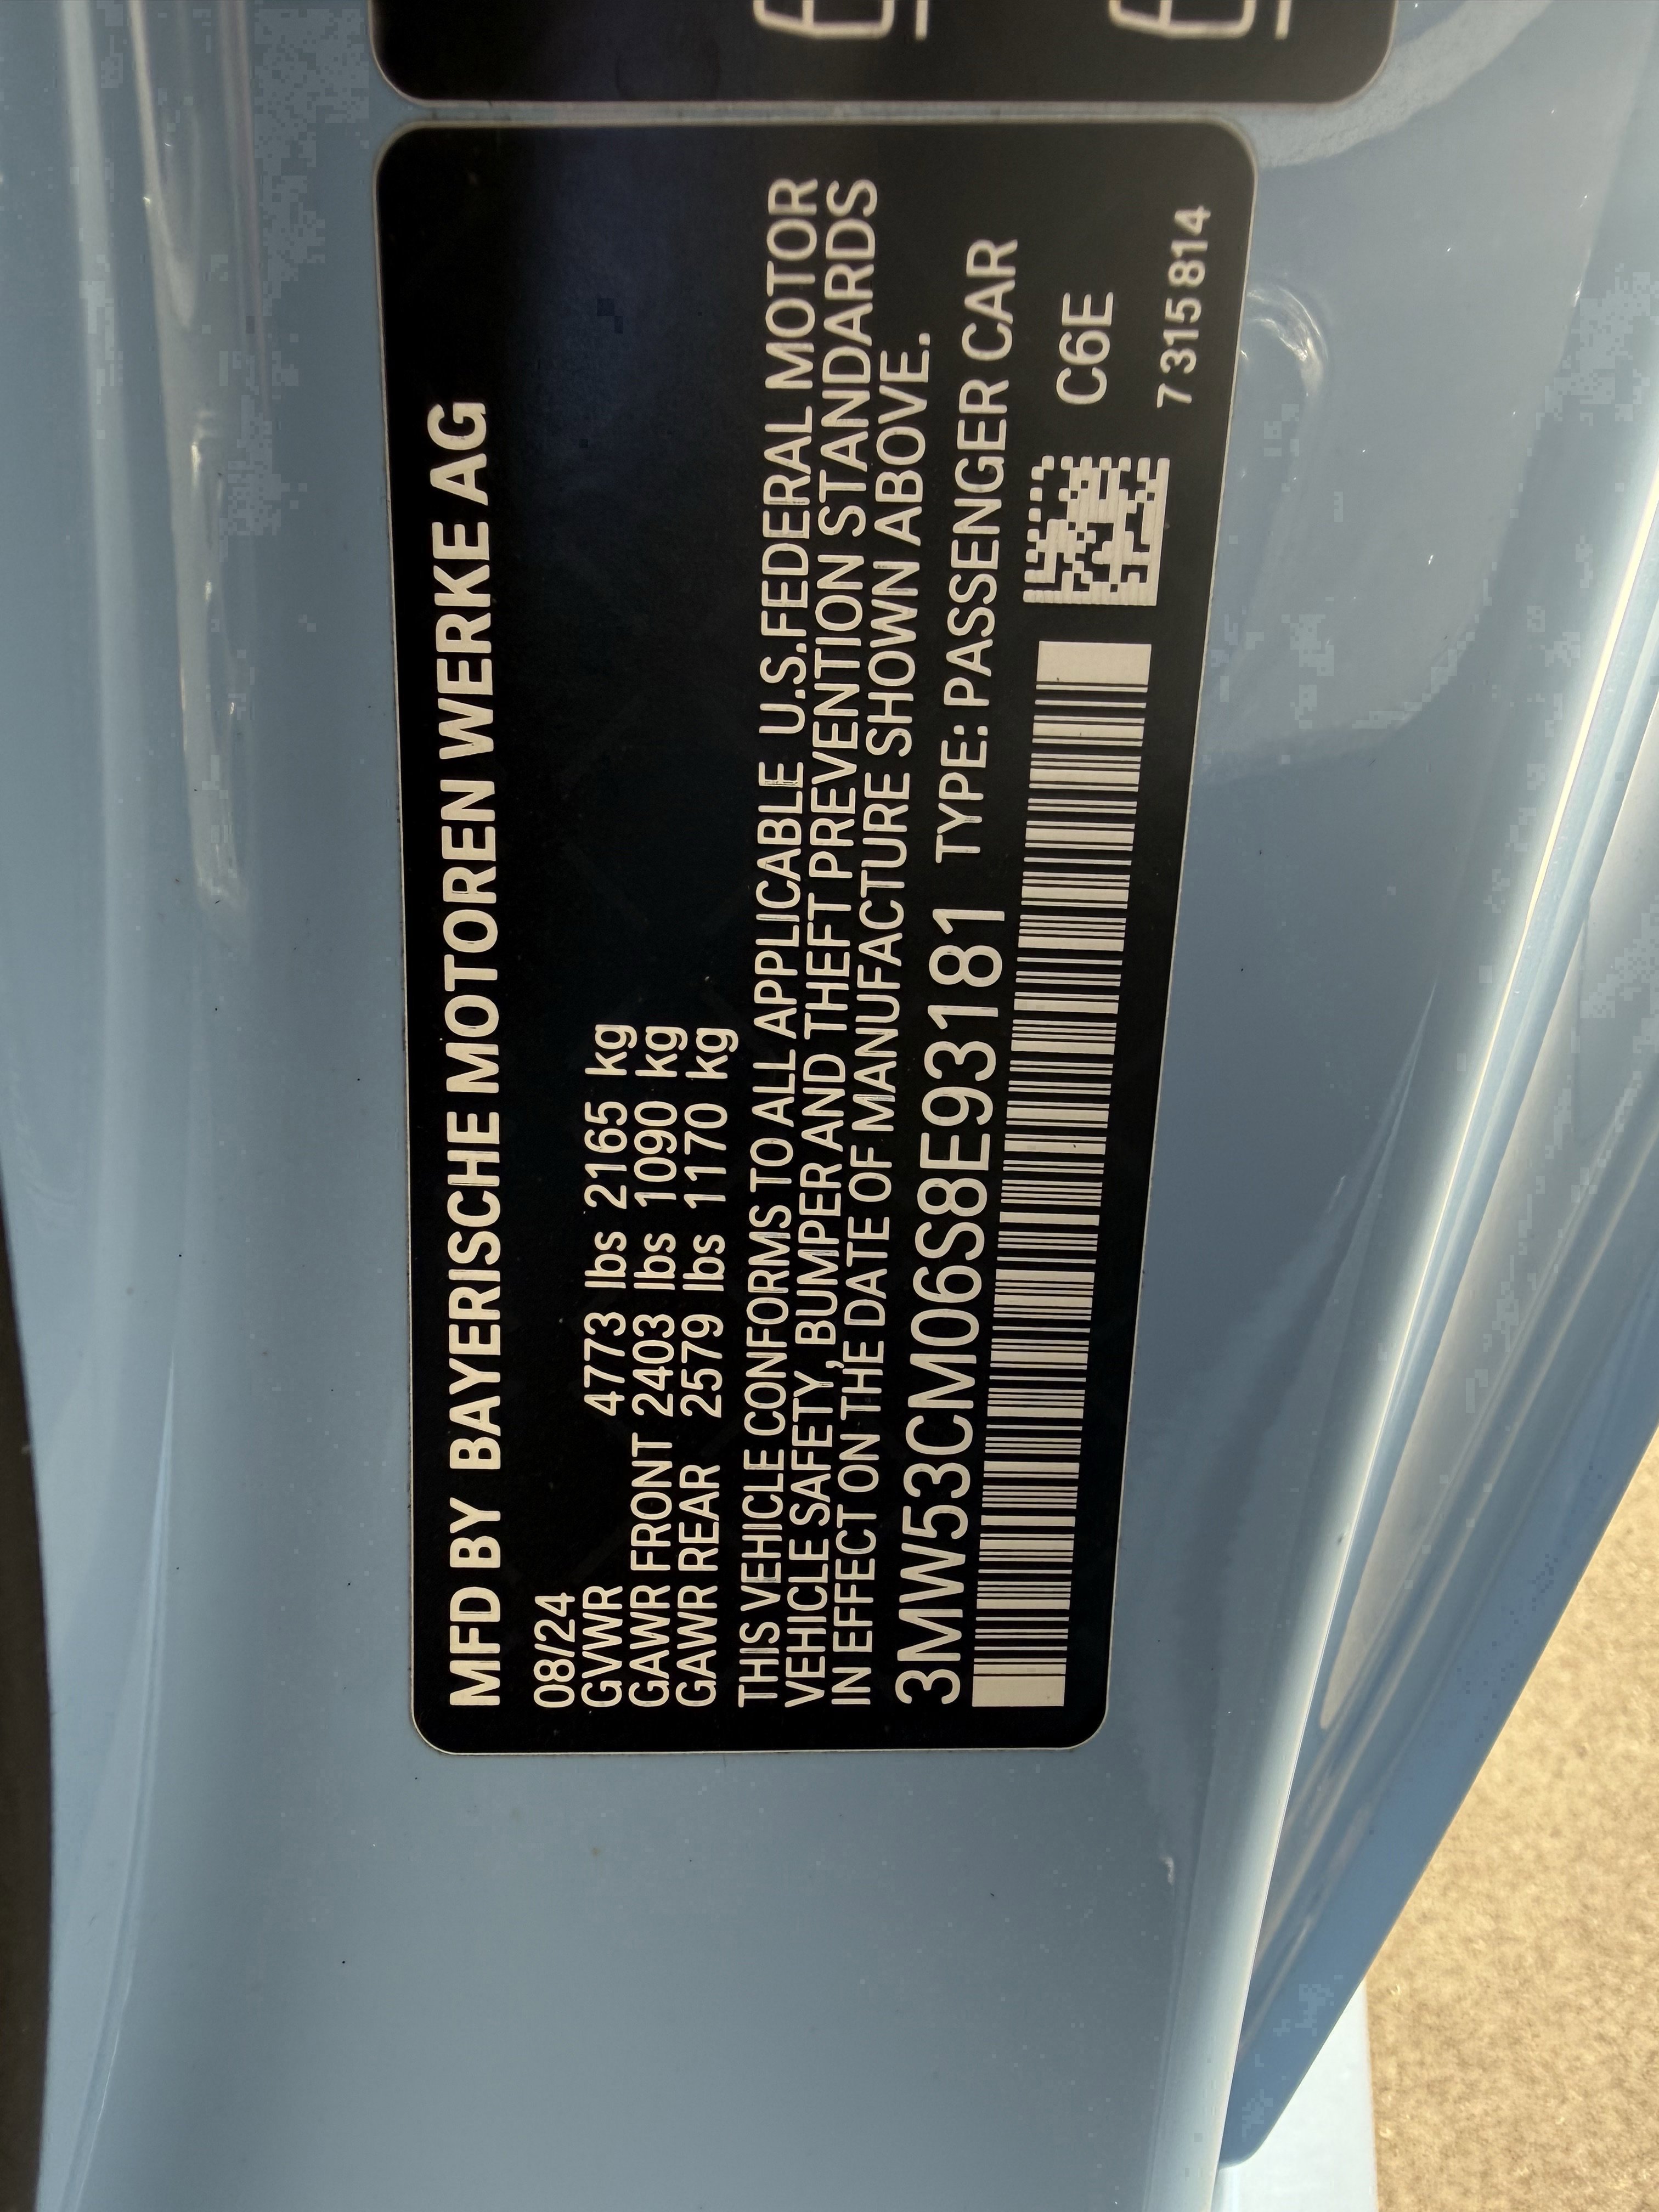 MFD BY BAYERISCHE MOTOREN WERKE AG
08/24
GVWR 4773 lbs 2165 kg
GAWR FRONT 2403 lbs 1090 kg
GAWR REAR 2579 lbs 1170 kg
THIS VEHICLE CONFORMS TO ALL APPLICABLE U.S.FEDERAL MOTOR
VEHICLE SAFETY, BUMPER AND THEFT PREVENTION STANDARDS
IN EFFECT ON THE DATE OF MANUFACTURE SHOWN ABOVE.
3MW53CM06S8E93181 TYPE: PASSENGER CAR
C6E
7315814